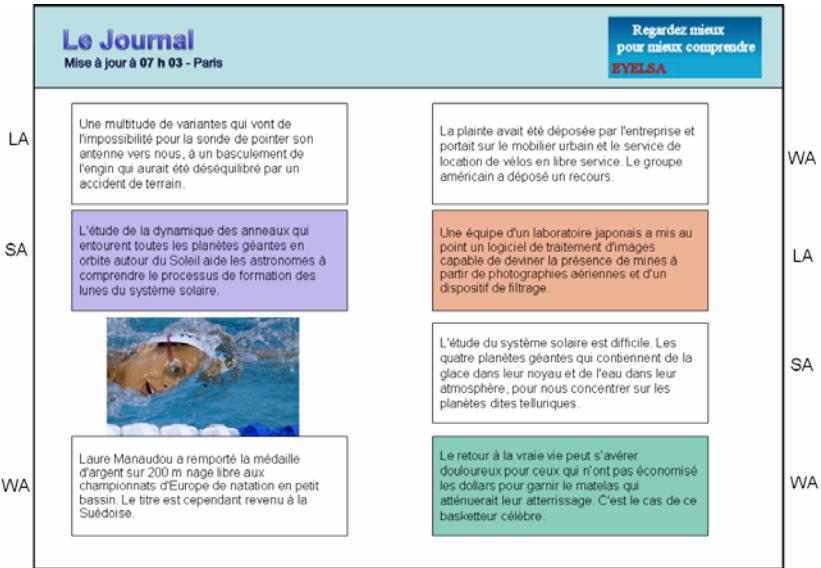 Le Journal
Mise à jour à 07 h 03 - Paris
Regardez mieux
pour mieux comprendre
EYELSA
LA
Une multitude de variantes qui vont de
l'impossibilité pour la sonde de pointer son
antenne vers nous, à un basculement de
l'engin qui aurait été déséquilibré par un
accident de terrain.
SA
L'étude de la dynamique des anneaux qui
entourent toutes les planètes géantes en
orbite autour du Soleil aide les astronomes à
comprendre le processus de formation des
lunes du système solaire.
WA
Laure Manaudou a remporté la médaille
d'argent sur 200 m nage libre aux
championnats d'Europe de natation en petit
bassin. Le titre est cependant revenu à la
Suédoise.
La plainte avait été déposée par l'entreprise et
portait sur le mobilier urbain et le service de
location de vélos en libre service. Le groupe
américain a déposé un recours.
WA
Une équipe d'un laboratoire japonais a mis au
point un logiciel de traitement d'images
capable de deviner la présence de mines à
partir de photographies aériennes et d'un
dispositif de filtrage.
LA
L'étude du système solaire est difficile. Les
quatre planètes géantes qui contiennent de la
glace dans leur noyau et de l'eau dans leur
atmosphère, pour nous concentrer sur les
planètes dites telluriques.
SA
Le retour à la vraie vie peut s'avérer
douloureux pour ceux qui n'ont pas économisé
les dollars pour garnir le matelas qui
atténuerait leur atterrissage. C'est le cas de ce
basketteur célèbre.
WA